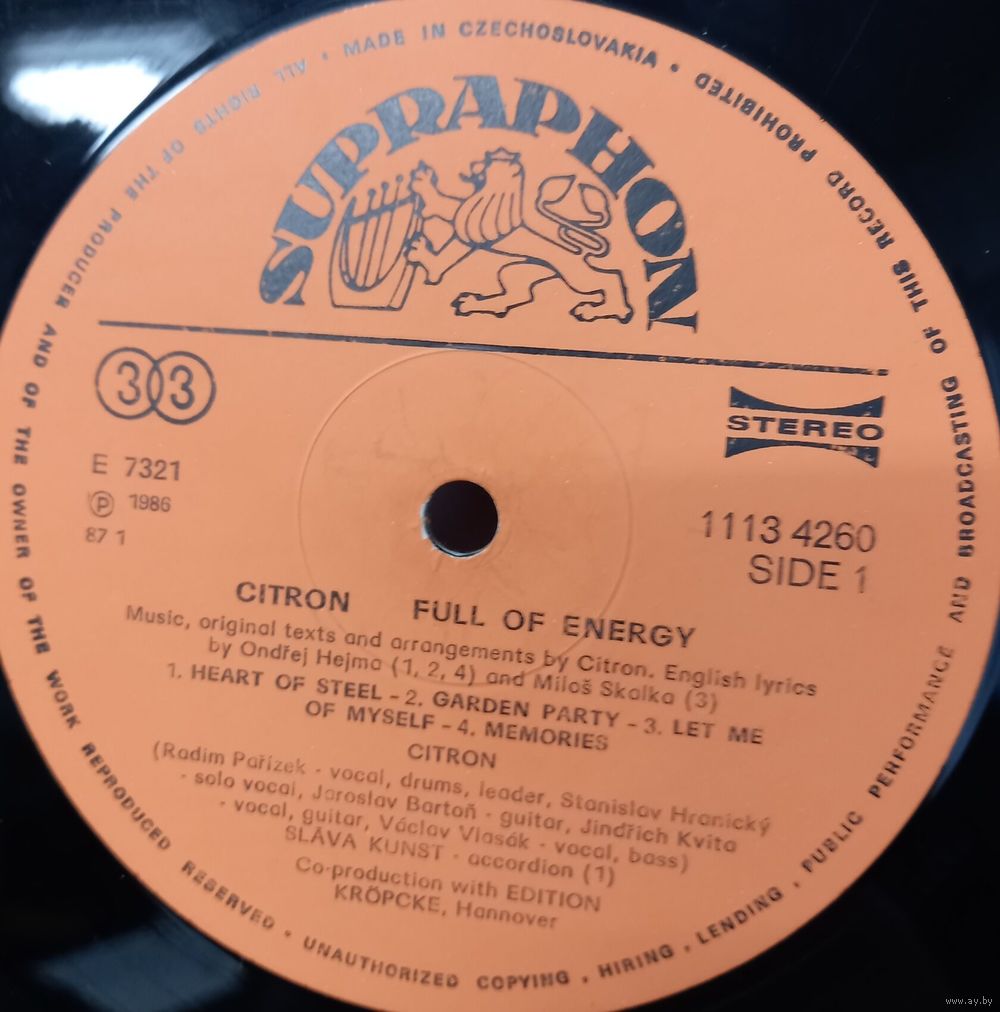 ALL RIGHTS OF THE PRODUCER AND OF THE OWNER OF THE WORK REPRODUCED RESERVED • UNAUTHORIZED COPYING, HIRING, LENDING, PUBLIC PERFORMANCE AND BROADCASTING OF THIS RECORD PROHIBITED • MADE IN CZECHOSLOVAKIA •
SUPRAPHON
33
STEREO
E 7321
℗ 1986
87 1
1113 4260
SIDE 1
CITRON FULL OF ENERGY
Music, original texts and arrangements by Citron. English lyrics
by Ondřej Hejma (1, 2, 4) and Miloš Skalka (3)
1. HEART OF STEEL - 2. GARDEN PARTY - 3. LET ME
OF MYSELF - 4. MEMORIES
CITRON
(Radim Pařízek - vocal, drums, leader, Stanislav Hranický
- solo vocal, Jaroslav Bartoň - guitar, Jindřich Kvita
- vocal, guitar, Václav Vlasák - vocal, bass)
SLÁVA KUNST - accordion (1)
Co-production with EDITION
KRÖPCKE, Hannover
www.ay.by